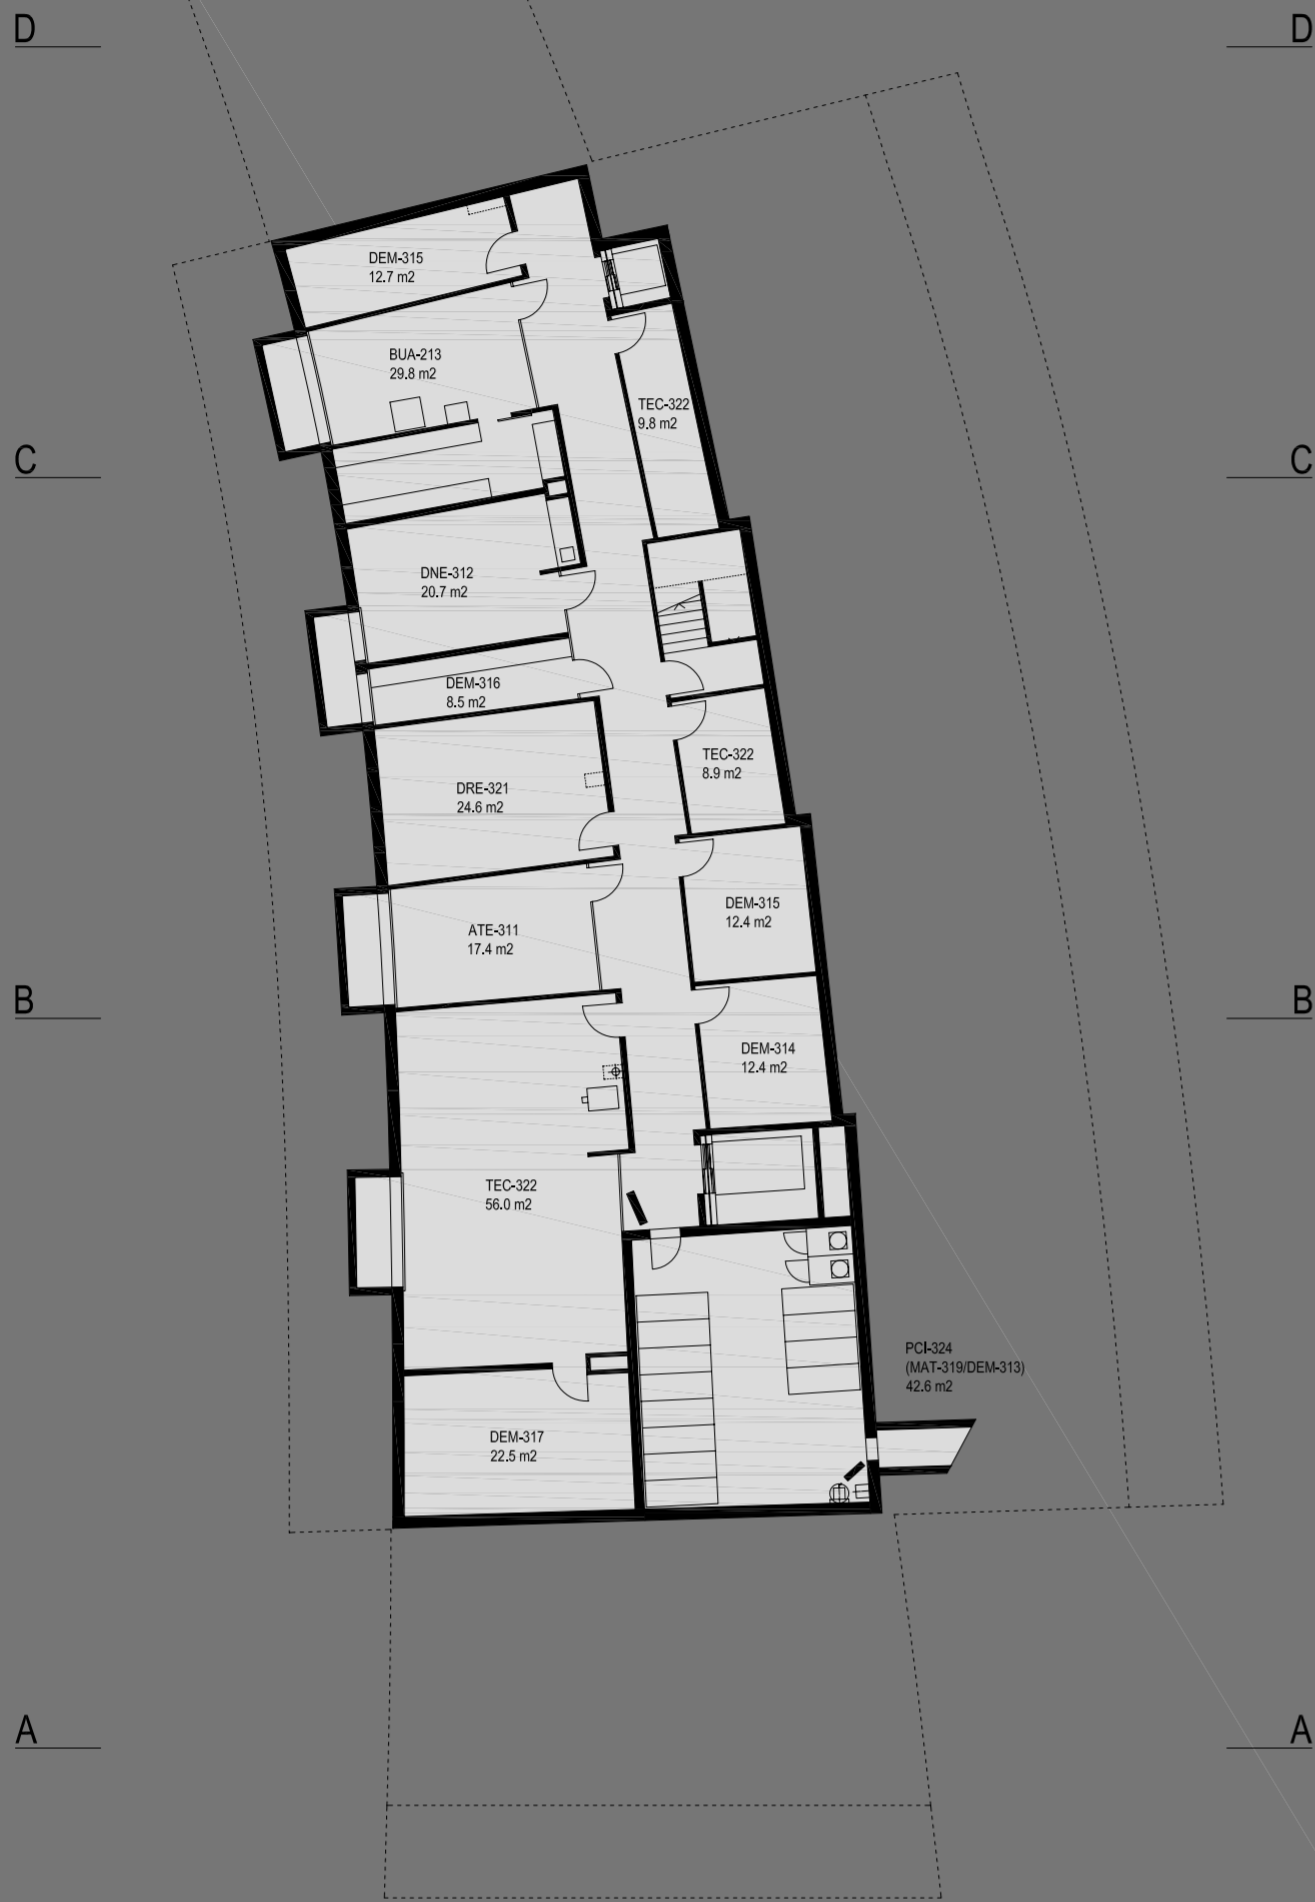 D
D
DEM-315
12.7 m2
BUA-213
29.8 m2
TEC-322
9.8 m2
C
C
DNE-312
20.7 m2
DEM-316
8.5 m2
TEC-322
8.9 m2
DRE-321
24.6 m2
DEM-315
12.4 m2
ATE-311
17.4 m2
B
B
DEM-314
12.4 m2
TEC-322
56.0 m2
PCI-324
(MAT-319/DEM-313)
42.6 m2
DEM-317
22.5 m2
A
A